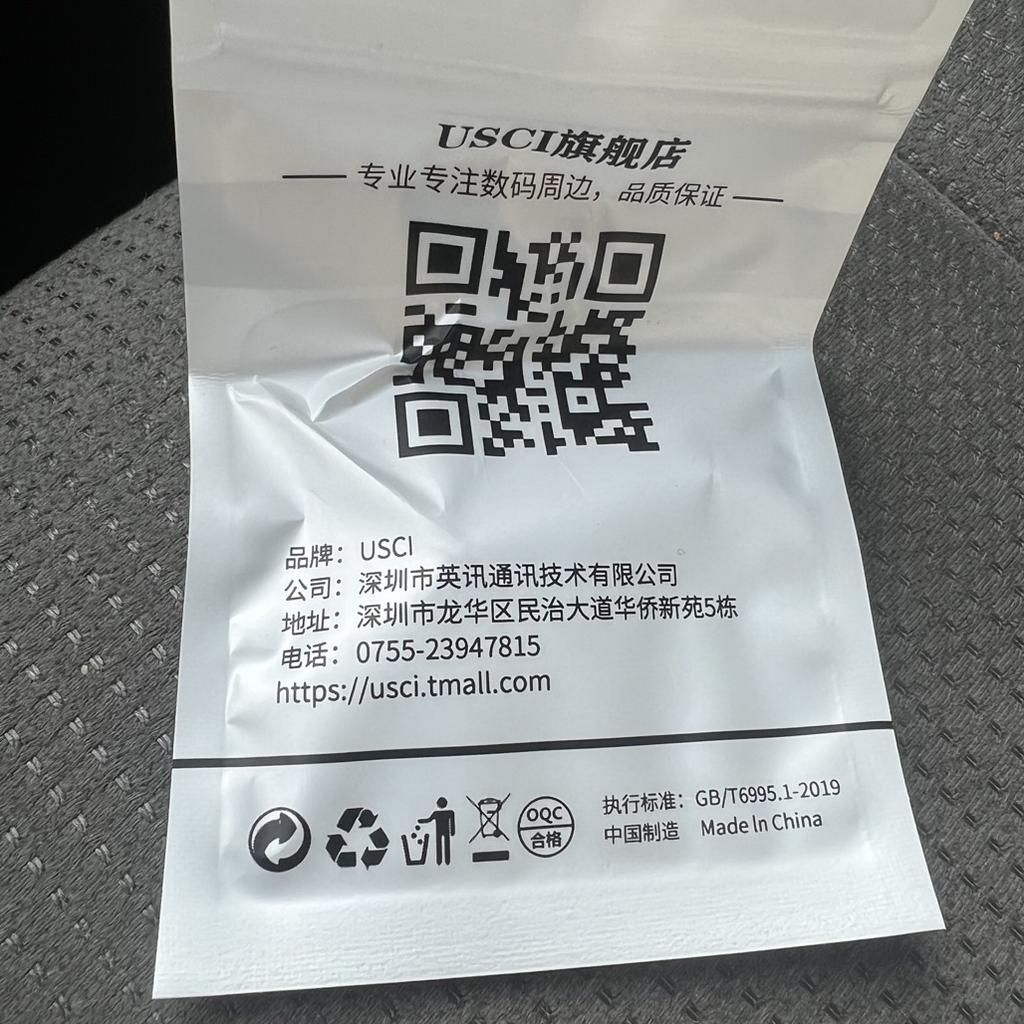 USCI旗舰店
专业专注数码周边，品质保证
品牌：USCI
公司：深圳市英讯通讯技术有限公司
地址：深圳市龙华区民治大道华侨新苑5栋
电话：0755-23947815
https://usci.tmall.com
OQC
合格
执行标准：GB/T6995.1-2019
中国制造 Made In China